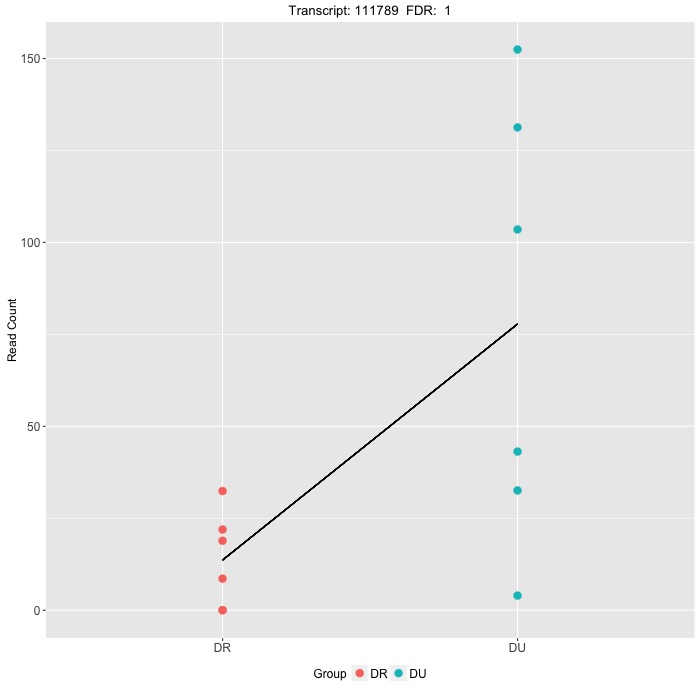 Transcript: 111789  FDR:  1
Read Count
150
100
50
0
DR
DU
Group DR DU